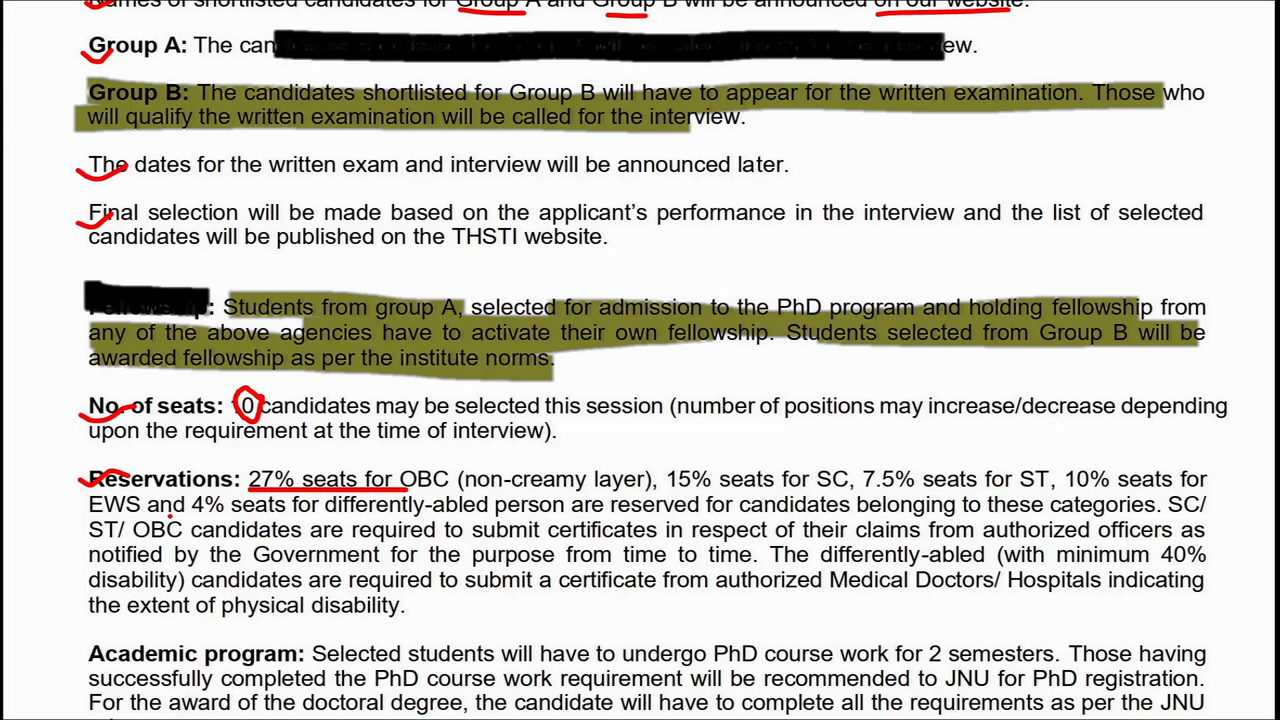 Names of shortlisted candidates for Group A and Group B will be announced on our website.
Group A: The can ew.
Group B: The candidates shortlisted for Group B will have to appear for the written examination. Those who
will qualify the written examination will be called for the interview.
The dates for the written exam and interview will be announced later.
Final selection will be made based on the applicant's performance in the interview and the list of selected
candidates will be published on the THSTI website.
Fellowship: Students from group A, selected for admission to the PhD program and holding fellowship from
any of the above agencies have to activate their own fellowship. Students selected from Group B will be
awarded fellowship as per the institute norms.
No. of seats: 10 candidates may be selected this session (number of positions may increase/decrease depending
upon the requirement at the time of interview).
Reservations: 27% seats for OBC (non-creamy layer), 15% seats for SC, 7.5% seats for ST, 10% seats for
EWS and 4% seats for differently-abled person are reserved for candidates belonging to these categories. SC/
ST/ OBC candidates are required to submit certificates in respect of their claims from authorized officers as
notified by the Government for the purpose from time to time. The differently-abled (with minimum 40%
disability) candidates are required to submit a certificate from authorized Medical Doctors/ Hospitals indicating
the extent of physical disability.
Academic program: Selected students will have to undergo PhD course work for 2 semesters. Those having
successfully completed the PhD course work requirement will be recommended to JNU for PhD registration.
For the award of the doctoral degree, the candidate will have to complete all the requirements as per the JNU